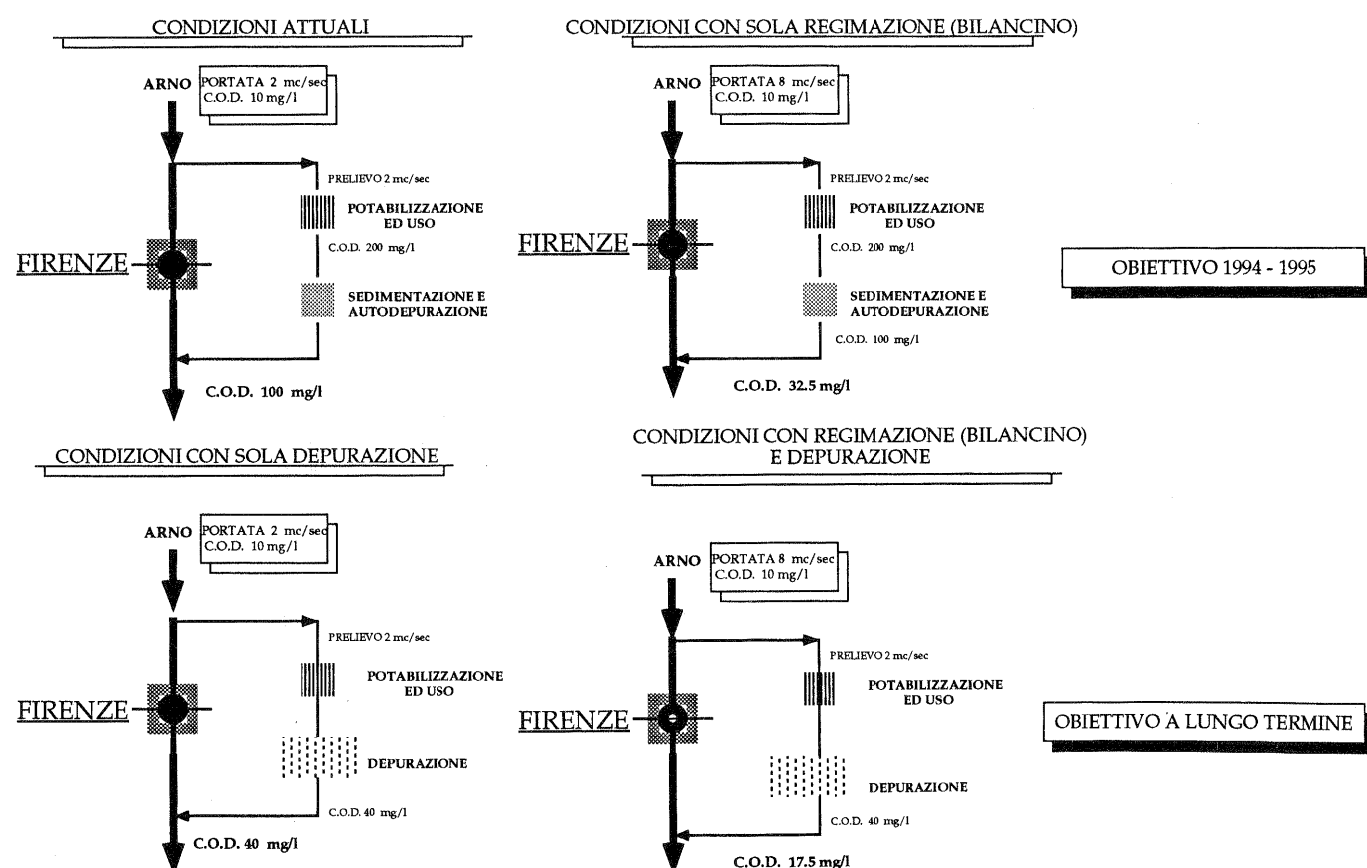 CONDIZIONI ATTUALI
ARNO
PORTATA 2 mc/sec
C.O.D. 10 mg/l
PRELIEVO 2 mc/sec
POTABILIZZAZIONE
ED USO
C.O.D. 200 mg/l
FIRENZE
SEDIMENTAZIONE E
AUTODEPURAZIONE
C.O.D. 100 mg/l
CONDIZIONI CON SOLA REGIMAZIONE (BILANCINO)
ARNO
PORTATA 8 mc/sec
C.O.D. 10 mg/l
PRELIEVO 2 mc/sec
POTABILIZZAZIONE
ED USO
C.O.D. 200 mg/l
FIRENZE
SEDIMENTAZIONE E
AUTODEPURAZIONE
C.O.D. 100 mg/l
C.O.D. 32.5 mg/l
OBIETTIVO 1994 - 1995
CONDIZIONI CON SOLA DEPURAZIONE
ARNO
PORTATA 2 mc/sec
C.O.D. 10 mg/l
PRELIEVO 2 mc/sec
POTABILIZZAZIONE
ED USO
FIRENZE
DEPURAZIONE
C.O.D. 40 mg/l
C.O.D. 40 mg/l
CONDIZIONI CON REGIMAZIONE (BILANCINO)
E DEPURAZIONE
ARNO
PORTATA 8 mc/sec
C.O.D. 10 mg/l
PRELIEVO 2 mc/sec
POTABILIZZAZIONE
ED USO
FIRENZE
DEPURAZIONE
C.O.D. 40 mg/l
C.O.D. 17.5 mg/l
OBIETTIVO A LUNGO TERMINE